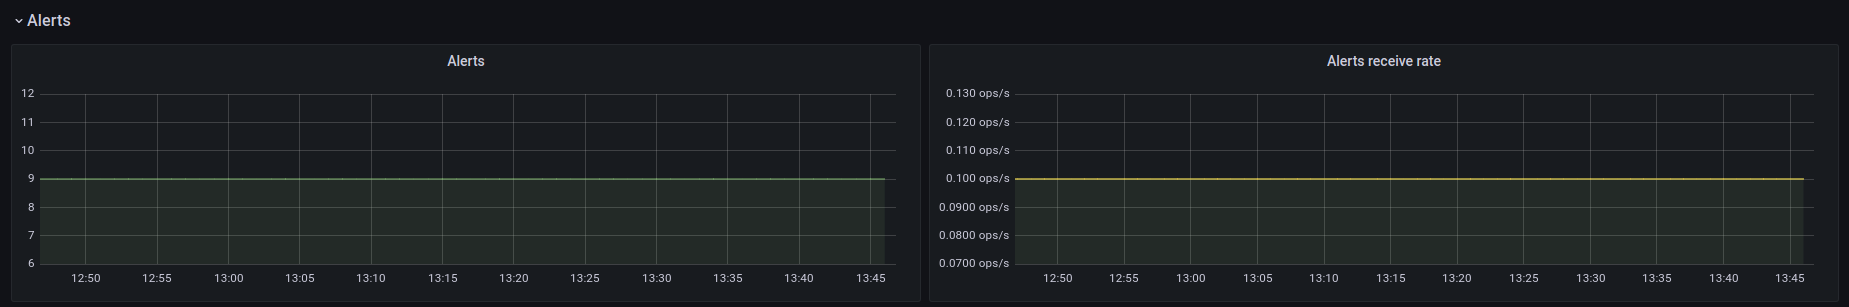 Alerts
Alerts
12
11
10
9
8
7
6
12:50 12:55 13:00 13:05 13:10 13:15 13:20 13:25 13:30 13:35 13:40 13:45
Alerts receive rate
0.130 ops/s
0.120 ops/s
0.110 ops/s
0.100 ops/s
0.0900 ops/s
0.0800 ops/s
0.0700 ops/s
12:50 12:55 13:00 13:05 13:10 13:15 13:20 13:25 13:30 13:35 13:40 13:45